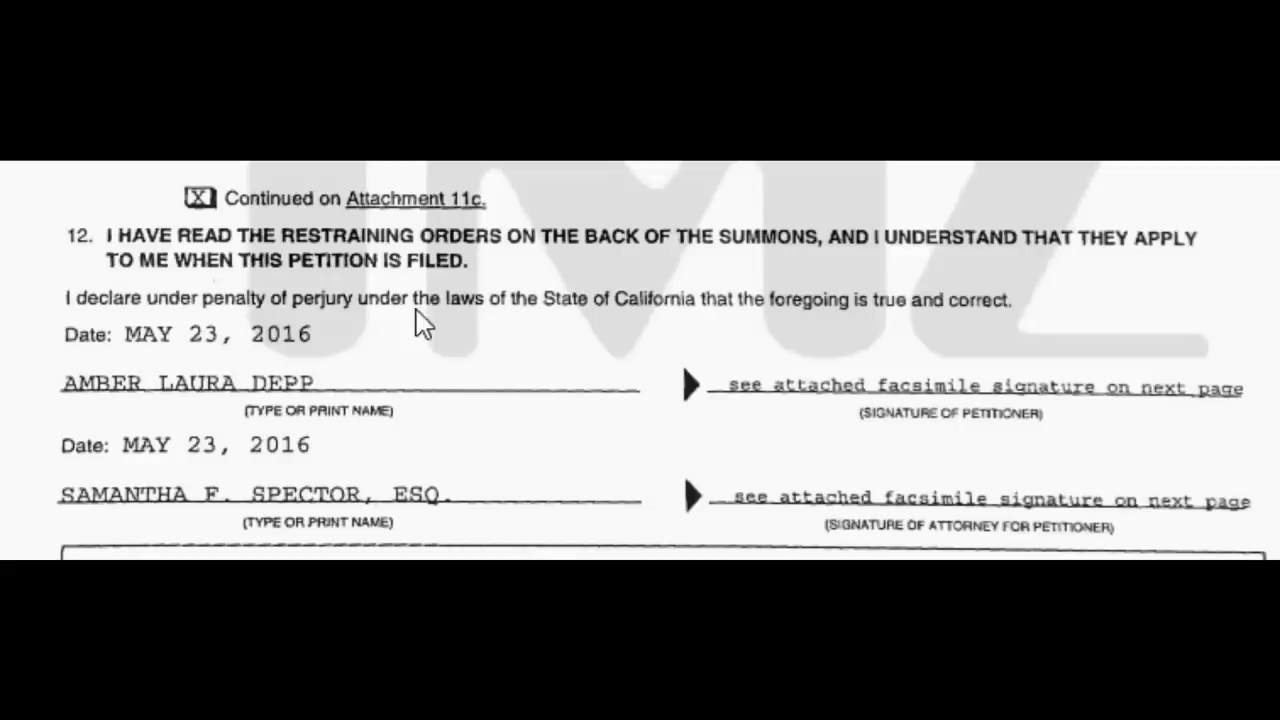 TMZ
X Continued on Attachment 11c.
12. I HAVE READ THE RESTRAINING ORDERS ON THE BACK OF THE SUMMONS, AND I UNDERSTAND THAT THEY APPLY
TO ME WHEN THIS PETITION IS FILED.
I declare under penalty of perjury under the laws of the State of California that the foregoing is true and correct.
Date: MAY 23, 2016
AMBER LAURA DEPP see attached facsimile signature on next page
(TYPE OR PRINT NAME) (SIGNATURE OF PETITIONER)
Date: MAY 23, 2016
SAMANTHA F. SPECTOR, ESQ. see attached facsimile signature on next page
(TYPE OR PRINT NAME) (SIGNATURE OF ATTORNEY FOR PETITIONER)